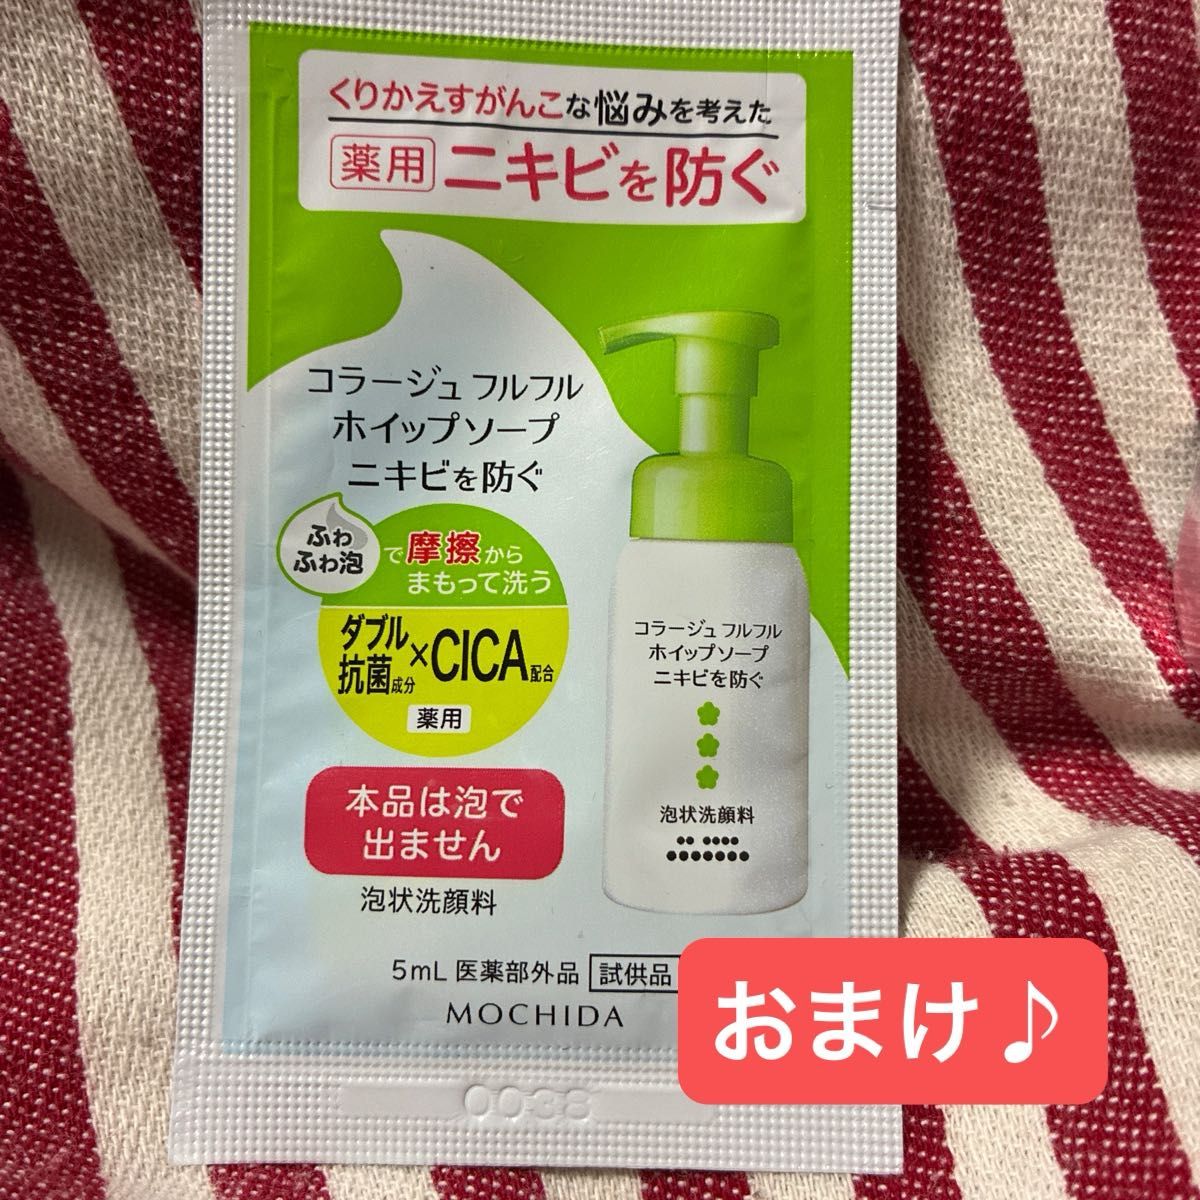 くりかえすがんこな悩みを考えた
薬用 ニキビを防ぐ
コラージュ フルフル
ホイップソープ
ニキビを防ぐ
ふわ
ふわ泡
で摩擦から
まもって洗う
ダブル
抗菌成分×CICA配合
薬用
本品は泡で
出ません
泡状洗顔料
コラージュ フルフル
ホイップソープ
ニキビを防ぐ
泡状洗顔料
5mL 医薬部外品 試供品
MOCHIDA
おまけ♪
0038